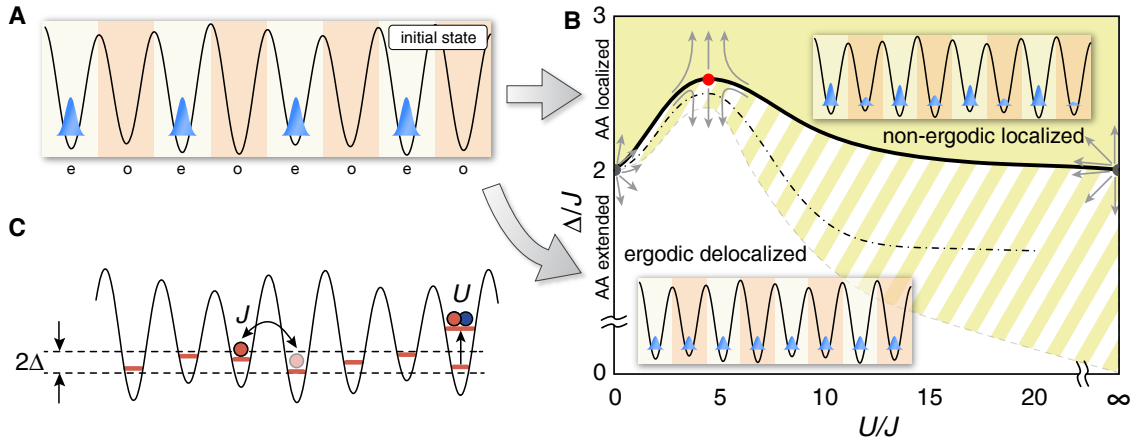 A
initial state
e o e o e o e o
C
J
U
2Δ
B
3
2
0
AA localized
AA extended
Δ/J
non-ergodic localized
ergodic delocalized
0 5 10 15 20 ∞
U/J